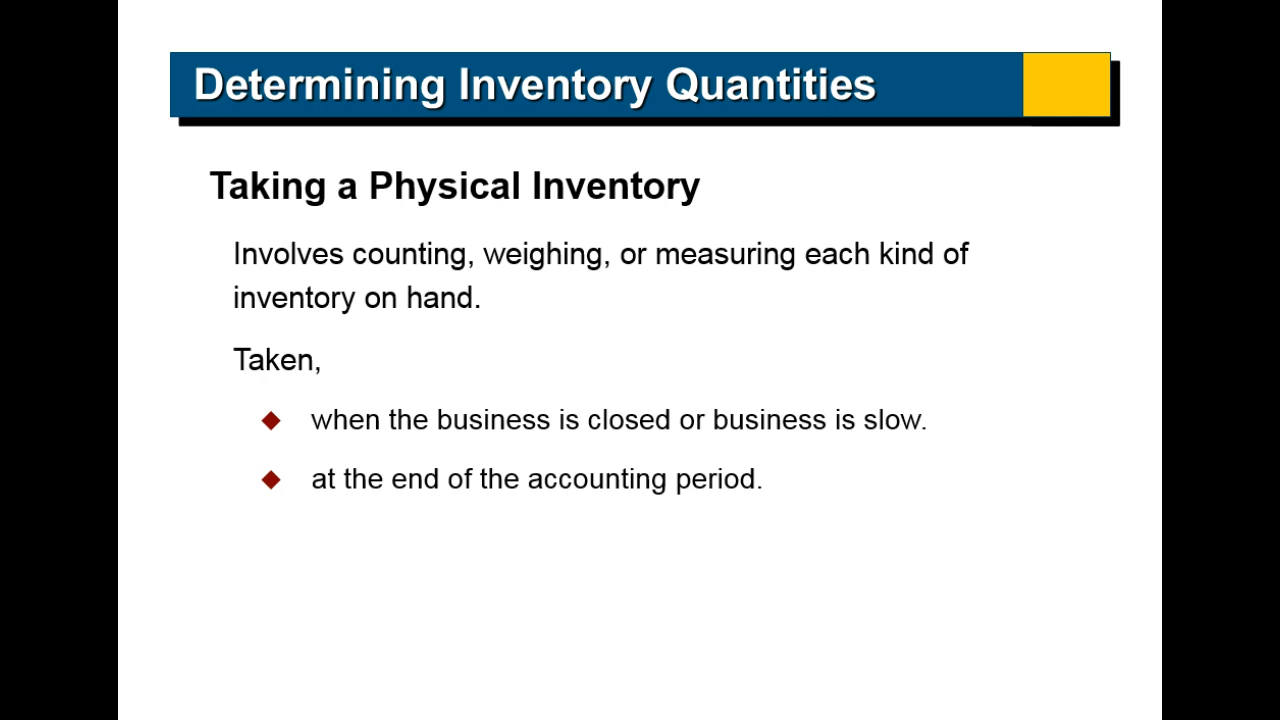 Determining Inventory Quantities
Taking a Physical Inventory
Involves counting, weighing, or measuring each kind of
inventory on hand.
Taken,
when the business is closed or business is slow.
at the end of the accounting period.